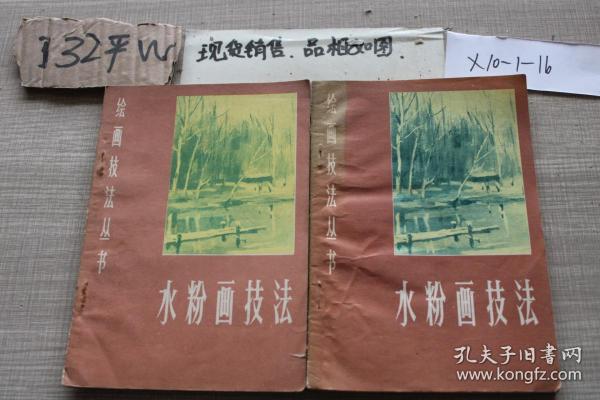 132平W
现货销售.品相如图
X10-1-16
绘画技法丛书
水粉画技法
绘画技法丛书
水粉画技法
孔夫子旧书网
www.kongfz.com